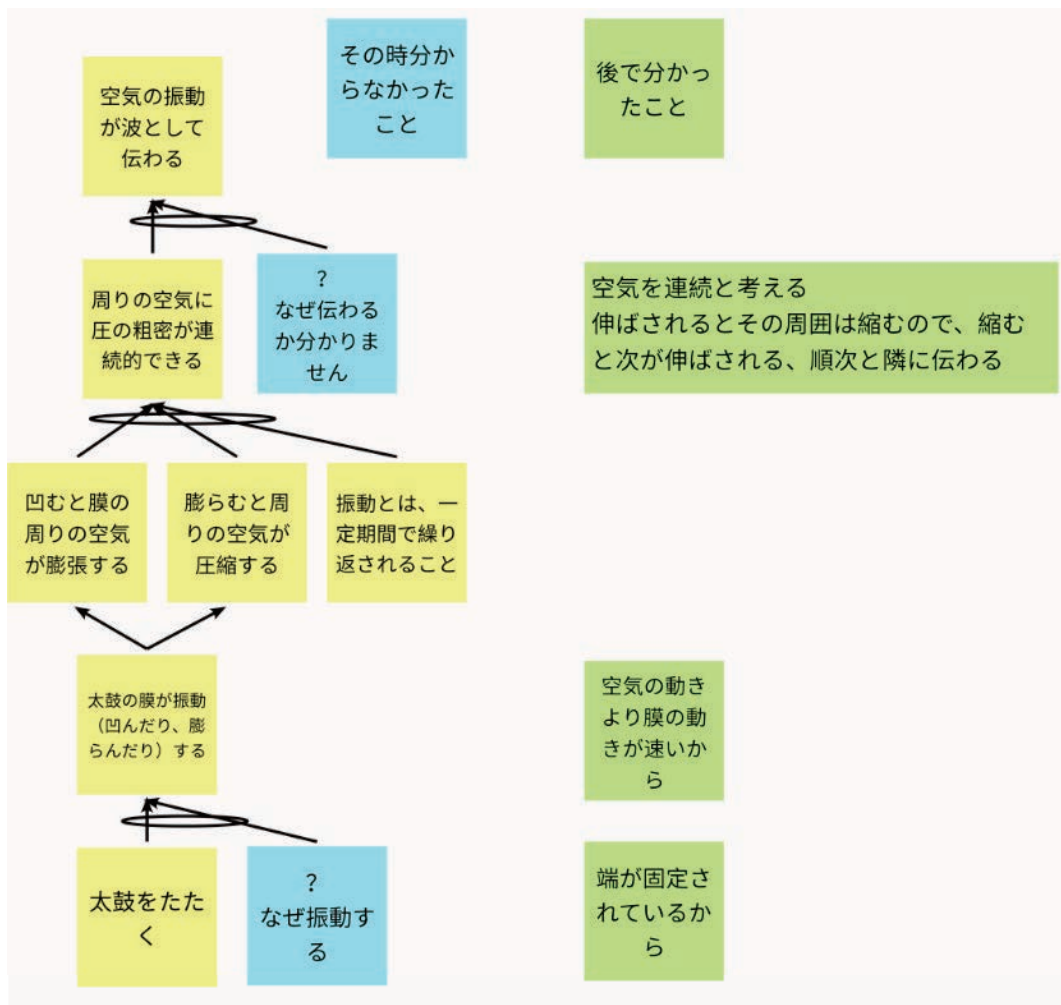 空気の振動
が波として
伝わる
その時分か
らなかった
こと
後で分かっ
たこと
周りの空気に
圧の粗密が連
続的できる
?
なぜ伝わる
か分かりま
せん
空気を連続と考える
伸ばされるとその周囲は縮むので、縮む
と次が伸ばされる、順次と隣に伝わる
凹むと膜の
周りの空気
が膨張する
膨らむと周
りの空気が
圧縮する
振動とは、一
定期間で繰り
返されること
太鼓の膜が振動
(凹んだり、膨
らんだり)する
空気の動き
より膜の動
きが速いか
ら
太鼓をたた
く
?
なぜ振動す
る
端が固定さ
れているか
ら